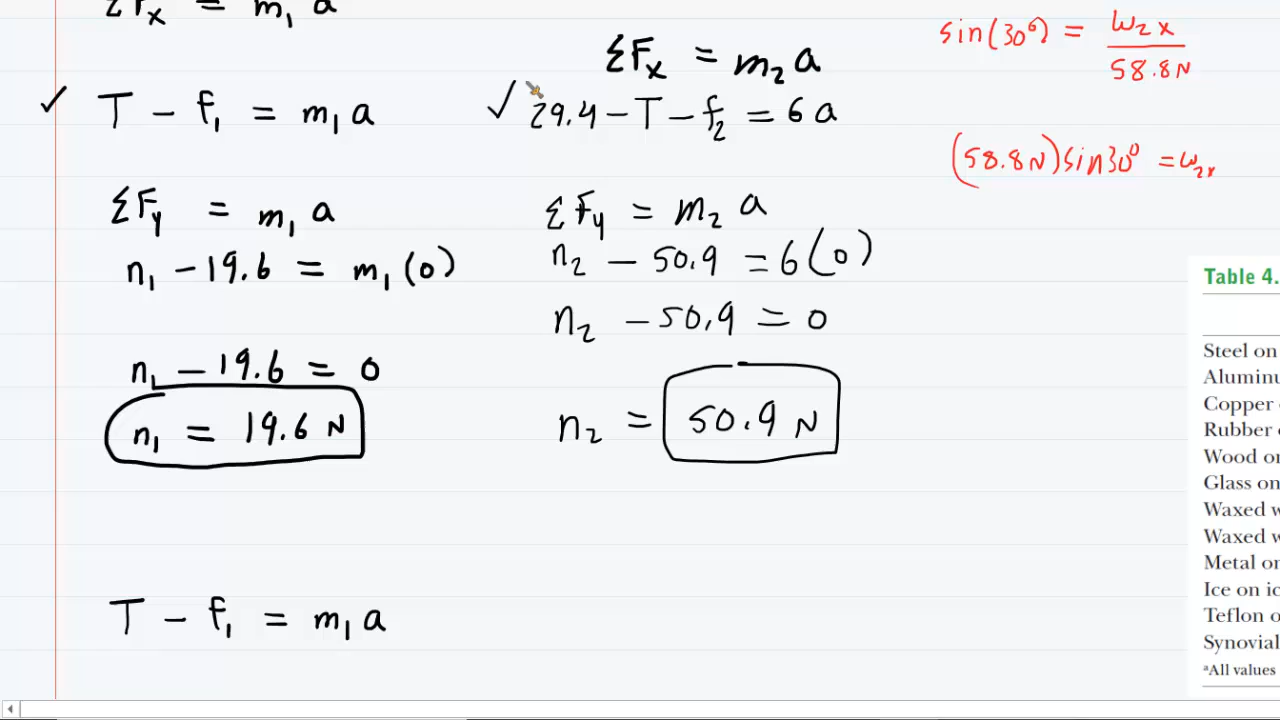 ΣFx = m₁ a
T − f₁ = m₁ a
ΣFy = m₁ a
n₁ − 19.6 = m₁ (0)
n₁ − 19.6 = 0
n₁ = 19.6 N
T − f₁ = m₁ a
ΣFx = m₂ a
29.4 − T − f₂ = 6 a
ΣFy = m₂ a
n₂ − 50.9 = 6 (0)
n₂ − 50.9 = 0
n₂ = 50.9 N
sin(30°) = w₂x / 58.8 N
(58.8 N) sin 30° = w₂x
Table 4.
Steel on
Aluminu
Copper
Rubber
Wood on
Glass on
Waxed w
Waxed w
Metal on
Ice on ic
Teflon o
Synovial
ᵃAll values